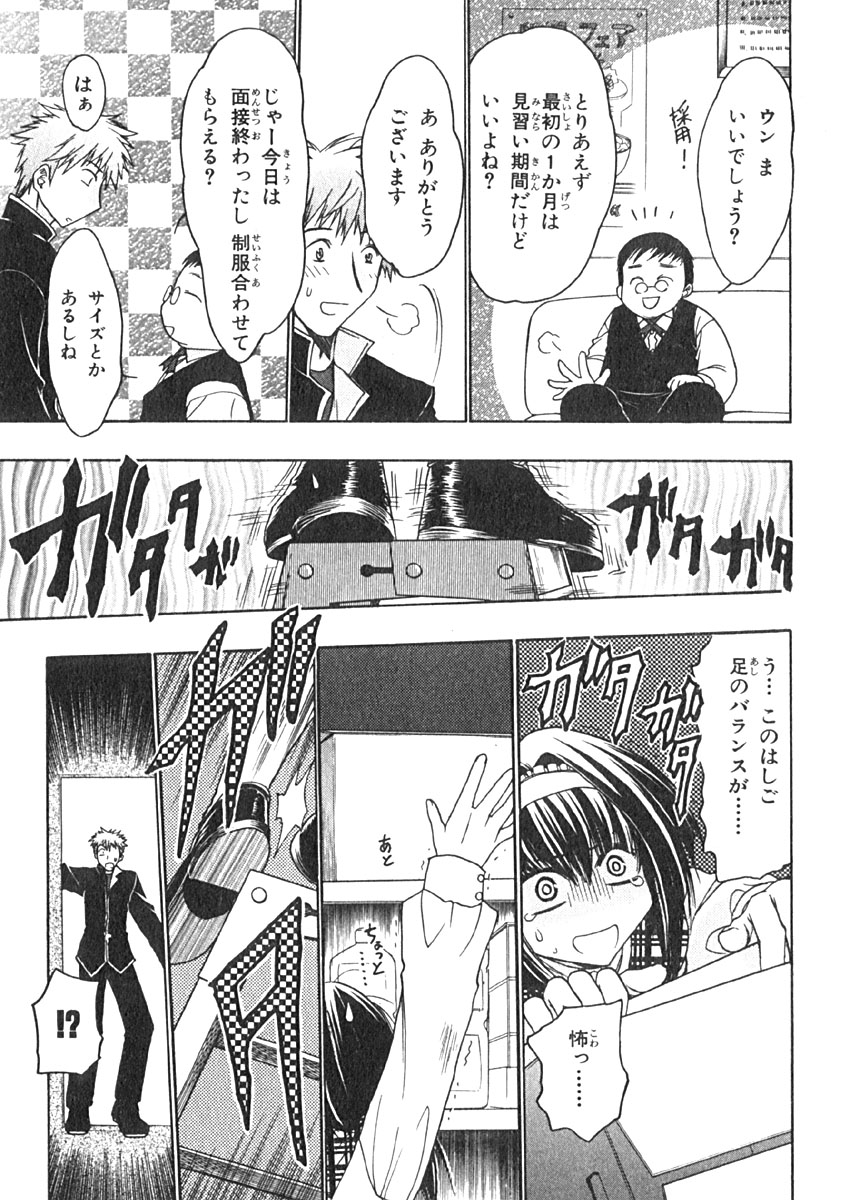 ウン ま
いいでしょう?
採用!
フェア
とりあえず
最初の1か月は
見習い期間だけど
いいよね?
あ ありがとう
ございます
じゃー今日は
面接終わったし 制服合わせて
もらえる?
はぁ
サイズとか
あるしね
ガタ
ガタ
ガタガタ
う… このはしご
足のバランスが……
ガタ
ガタ
怖っ……
あと
ちょっと……
ガ
タ
!?